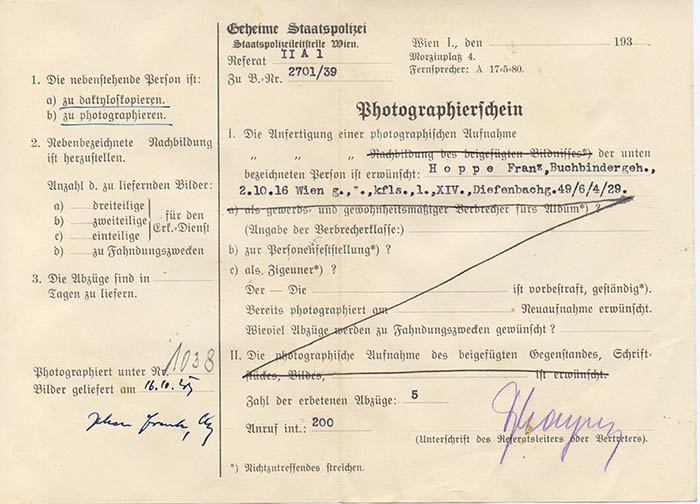 Geheime Staatspolizei
Staatspolizeileitstelle Wien.
Referat II A 1
Zu B.-Nr. 2701/39
Wien I., den 193
Morzinplatz 4.
Fernsprecher: A 17-5-80.
1. Die nebenstehende Person ist:
a) zu daktyloskopieren.
b) zu photographieren.
2. Nebenbezeichnete Nachbildung
ist herzustellen.
Anzahl d. zu liefernden Bilder:
a) dreiteilige
b) zweiteilige
c) einteilige
für den
Erk.-Dienst
d) zu Fahndungszwecken
3. Die Abzüge sind in
Tagen zu liefern.
Photographiert unter Nr. 1038
Bilder geliefert am 16.10.
Photographierschein
I. Die Anfertigung einer photographischen Aufnahme
„ „ „ Nachbildung des beigefügten Bildnisses*) der unten
bezeichneten Person ist erwünscht: Hoppe Franz, Buchbindergeh.,
2.10.16 Wien g.,".,kfls.,l.,XIV.,Diefenbachg.49/6/4/29.
a) als gewerbs- und gewohnheitsmäßiger Verbrecher fürs Album*) ?
(Angabe der Verbrecherklasse:)
b) zur Personenfeststellung*) ?
c) als Zigeuner*) ?
Der — Die ist vorbestraft, geständig*).
Bereits photographiert am Neuaufnahme erwünscht.
Wieviel Abzüge werden zu Fahndungszwecken gewünscht ?
II. Die photographische Aufnahme des beigefügten Gegenstandes, Schrift-
stückes, Bildes, ist erwünscht.
Zahl der erbetenen Abzüge: 5
Anruf int.: 200
(Unterschrift des Referatsleiters oder Vertreters).
*) Nichtzutreffendes streichen.